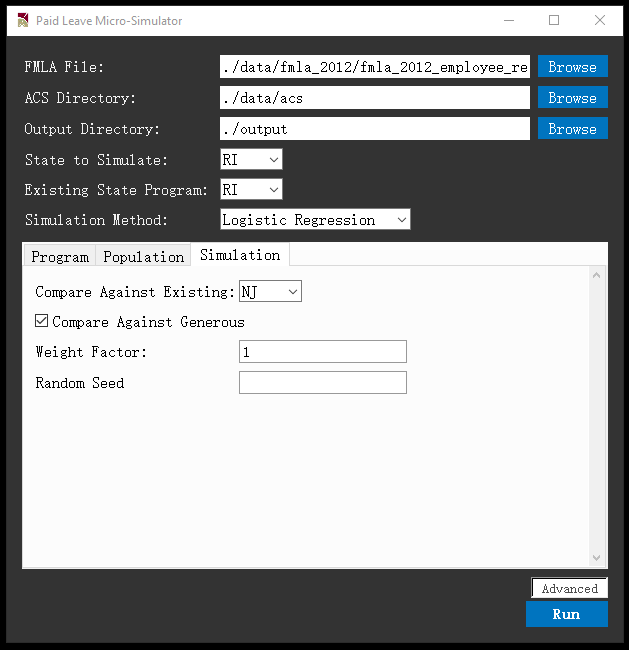 Paid Leave Micro-Simulator
FMLA File: ./data/fmla_2012/fmla_2012_employee_re Browse
ACS Directory: ./data/acs Browse
Output Directory: ./output Browse
State to Simulate: RI
Existing State Program: RI
Simulation Method: Logistic Regression
Program Population Simulation
Compare Against Existing: NJ
Compare Against Generous
Weight Factor: 1
Random Seed
Advanced
Run